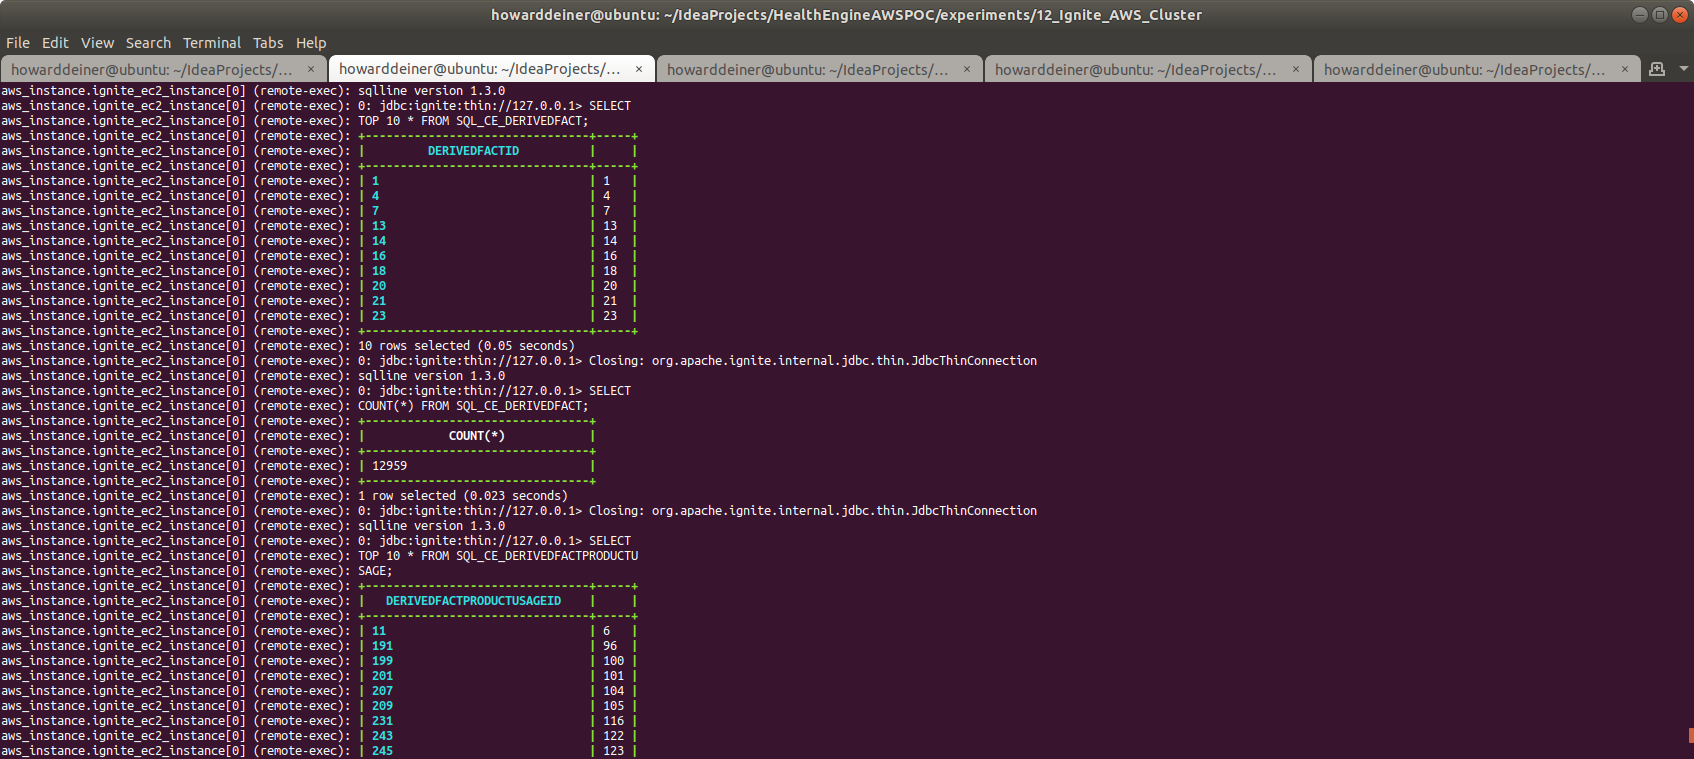 howarddeiner@ubuntu: ~/IdeaProjects/HealthEngineAWSPOC/experiments/12_Ignite_AWS_Cluster
File Edit View Search Terminal Tabs Help
howarddeiner@ubuntu: ~/IdeaProjects/... × howarddeiner@ubuntu: ~/IdeaProjects/... × howarddeiner@ubuntu: ~/IdeaProjects/... × howarddeiner@ubuntu: ~/IdeaProjects/... × howarddeiner@ubuntu: ~/IdeaProjects/... ×
aws_instance.ignite_ec2_instance[0] (remote-exec): sqlline version 1.3.0
aws_instance.ignite_ec2_instance[0] (remote-exec): 0: jdbc:ignite:thin://127.0.0.1> SELECT
aws_instance.ignite_ec2_instance[0] (remote-exec): TOP 10 * FROM SQL_CE_DERIVEDFACT;
aws_instance.ignite_ec2_instance[0] (remote-exec): +--------------------------------+-----+
aws_instance.ignite_ec2_instance[0] (remote-exec): |         DERIVEDFACTID          |     |
aws_instance.ignite_ec2_instance[0] (remote-exec): +--------------------------------+-----+
aws_instance.ignite_ec2_instance[0] (remote-exec): | 1                              | 1   |
aws_instance.ignite_ec2_instance[0] (remote-exec): | 4                              | 4   |
aws_instance.ignite_ec2_instance[0] (remote-exec): | 7                              | 7   |
aws_instance.ignite_ec2_instance[0] (remote-exec): | 13                             | 13  |
aws_instance.ignite_ec2_instance[0] (remote-exec): | 14                             | 14  |
aws_instance.ignite_ec2_instance[0] (remote-exec): | 16                             | 16  |
aws_instance.ignite_ec2_instance[0] (remote-exec): | 18                             | 18  |
aws_instance.ignite_ec2_instance[0] (remote-exec): | 20                             | 20  |
aws_instance.ignite_ec2_instance[0] (remote-exec): | 21                             | 21  |
aws_instance.ignite_ec2_instance[0] (remote-exec): | 23                             | 23  |
aws_instance.ignite_ec2_instance[0] (remote-exec): +--------------------------------+-----+
aws_instance.ignite_ec2_instance[0] (remote-exec): 10 rows selected (0.05 seconds)
aws_instance.ignite_ec2_instance[0] (remote-exec): 0: jdbc:ignite:thin://127.0.0.1> Closing: org.apache.ignite.internal.jdbc.thin.JdbcThinConnection
aws_instance.ignite_ec2_instance[0] (remote-exec): sqlline version 1.3.0
aws_instance.ignite_ec2_instance[0] (remote-exec): 0: jdbc:ignite:thin://127.0.0.1> SELECT
aws_instance.ignite_ec2_instance[0] (remote-exec): COUNT(*) FROM SQL_CE_DERIVEDFACT;
aws_instance.ignite_ec2_instance[0] (remote-exec): +--------------------------------+
aws_instance.ignite_ec2_instance[0] (remote-exec): |            COUNT(*)            |
aws_instance.ignite_ec2_instance[0] (remote-exec): +--------------------------------+
aws_instance.ignite_ec2_instance[0] (remote-exec): | 12959                          |
aws_instance.ignite_ec2_instance[0] (remote-exec): +--------------------------------+
aws_instance.ignite_ec2_instance[0] (remote-exec): 1 row selected (0.023 seconds)
aws_instance.ignite_ec2_instance[0] (remote-exec): 0: jdbc:ignite:thin://127.0.0.1> Closing: org.apache.ignite.internal.jdbc.thin.JdbcThinConnection
aws_instance.ignite_ec2_instance[0] (remote-exec): sqlline version 1.3.0
aws_instance.ignite_ec2_instance[0] (remote-exec): 0: jdbc:ignite:thin://127.0.0.1> SELECT
aws_instance.ignite_ec2_instance[0] (remote-exec): TOP 10 * FROM SQL_CE_DERIVEDFACTPRODUCTU
aws_instance.ignite_ec2_instance[0] (remote-exec): SAGE;
aws_instance.ignite_ec2_instance[0] (remote-exec): +--------------------------------+-----+
aws_instance.ignite_ec2_instance[0] (remote-exec): |   DERIVEDFACTPRODUCTUSAGEID    |     |
aws_instance.ignite_ec2_instance[0] (remote-exec): +--------------------------------+-----+
aws_instance.ignite_ec2_instance[0] (remote-exec): | 11                             | 6   |
aws_instance.ignite_ec2_instance[0] (remote-exec): | 191                            | 96  |
aws_instance.ignite_ec2_instance[0] (remote-exec): | 199                            | 100 |
aws_instance.ignite_ec2_instance[0] (remote-exec): | 201                            | 101 |
aws_instance.ignite_ec2_instance[0] (remote-exec): | 207                            | 104 |
aws_instance.ignite_ec2_instance[0] (remote-exec): | 209                            | 105 |
aws_instance.ignite_ec2_instance[0] (remote-exec): | 231                            | 116 |
aws_instance.ignite_ec2_instance[0] (remote-exec): | 243                            | 122 |
aws_instance.ignite_ec2_instance[0] (remote-exec): | 245                            | 123 |